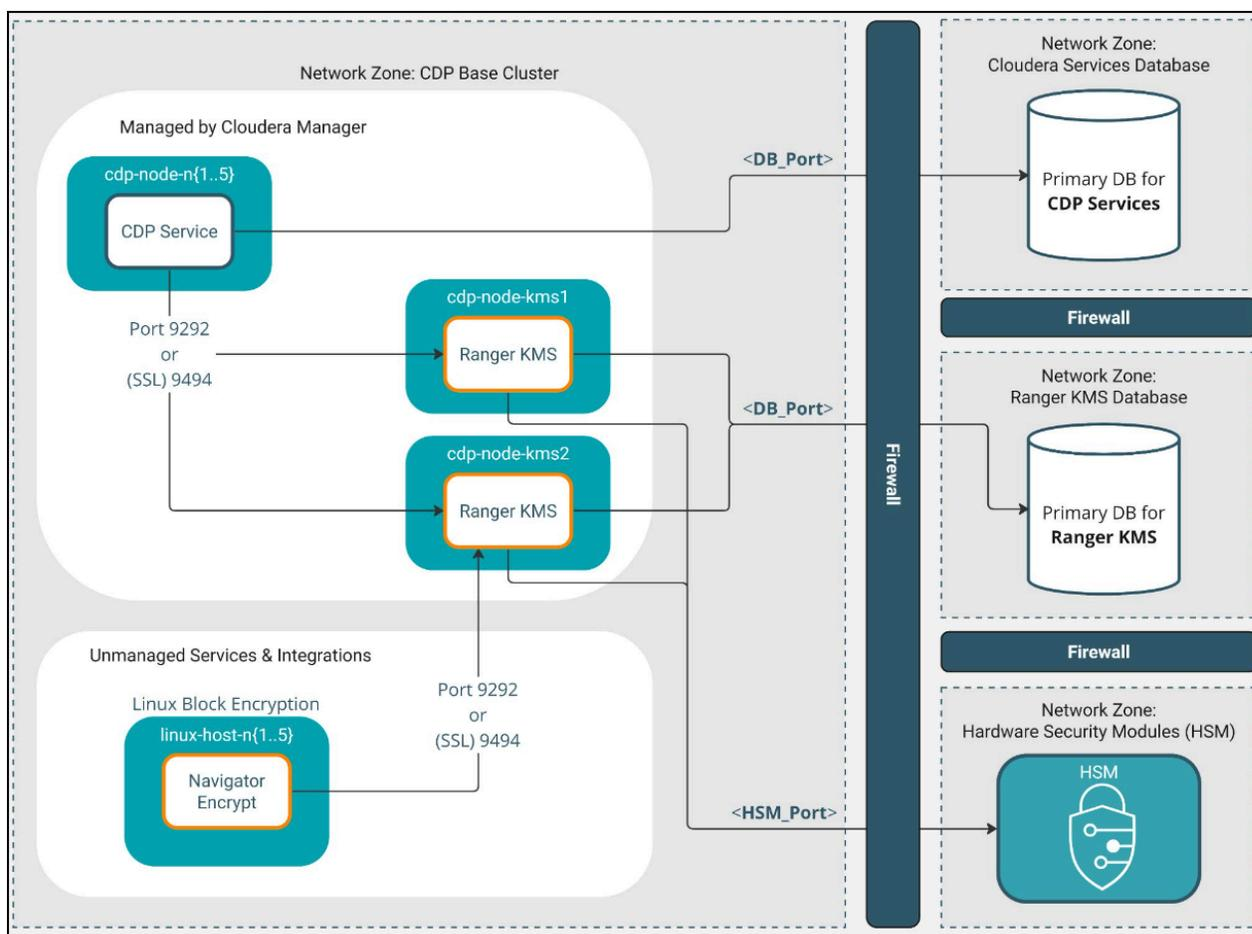 Network Zone: CDP Base Cluster
Managed by Cloudera Manager
cdp-node-n{1..5}
CDP Service
Port 9292
or
(SSL) 9494
cdp-node-kms1
Ranger KMS
cdp-node-kms2
Ranger KMS
<DB_Port>
<DB_Port>
Unmanaged Services & Integrations
Linux Block Encryption
linux-host-n{1..5}
Navigator
Encrypt
Port 9292
or
(SSL) 9494
<HSM_Port>
Firewall
Network Zone:
Cloudera Services Database
Primary DB for
CDP Services
Firewall
Network Zone:
Ranger KMS Database
Primary DB for
Ranger KMS
Firewall
Network Zone:
Hardware Security Modules (HSM)
HSM